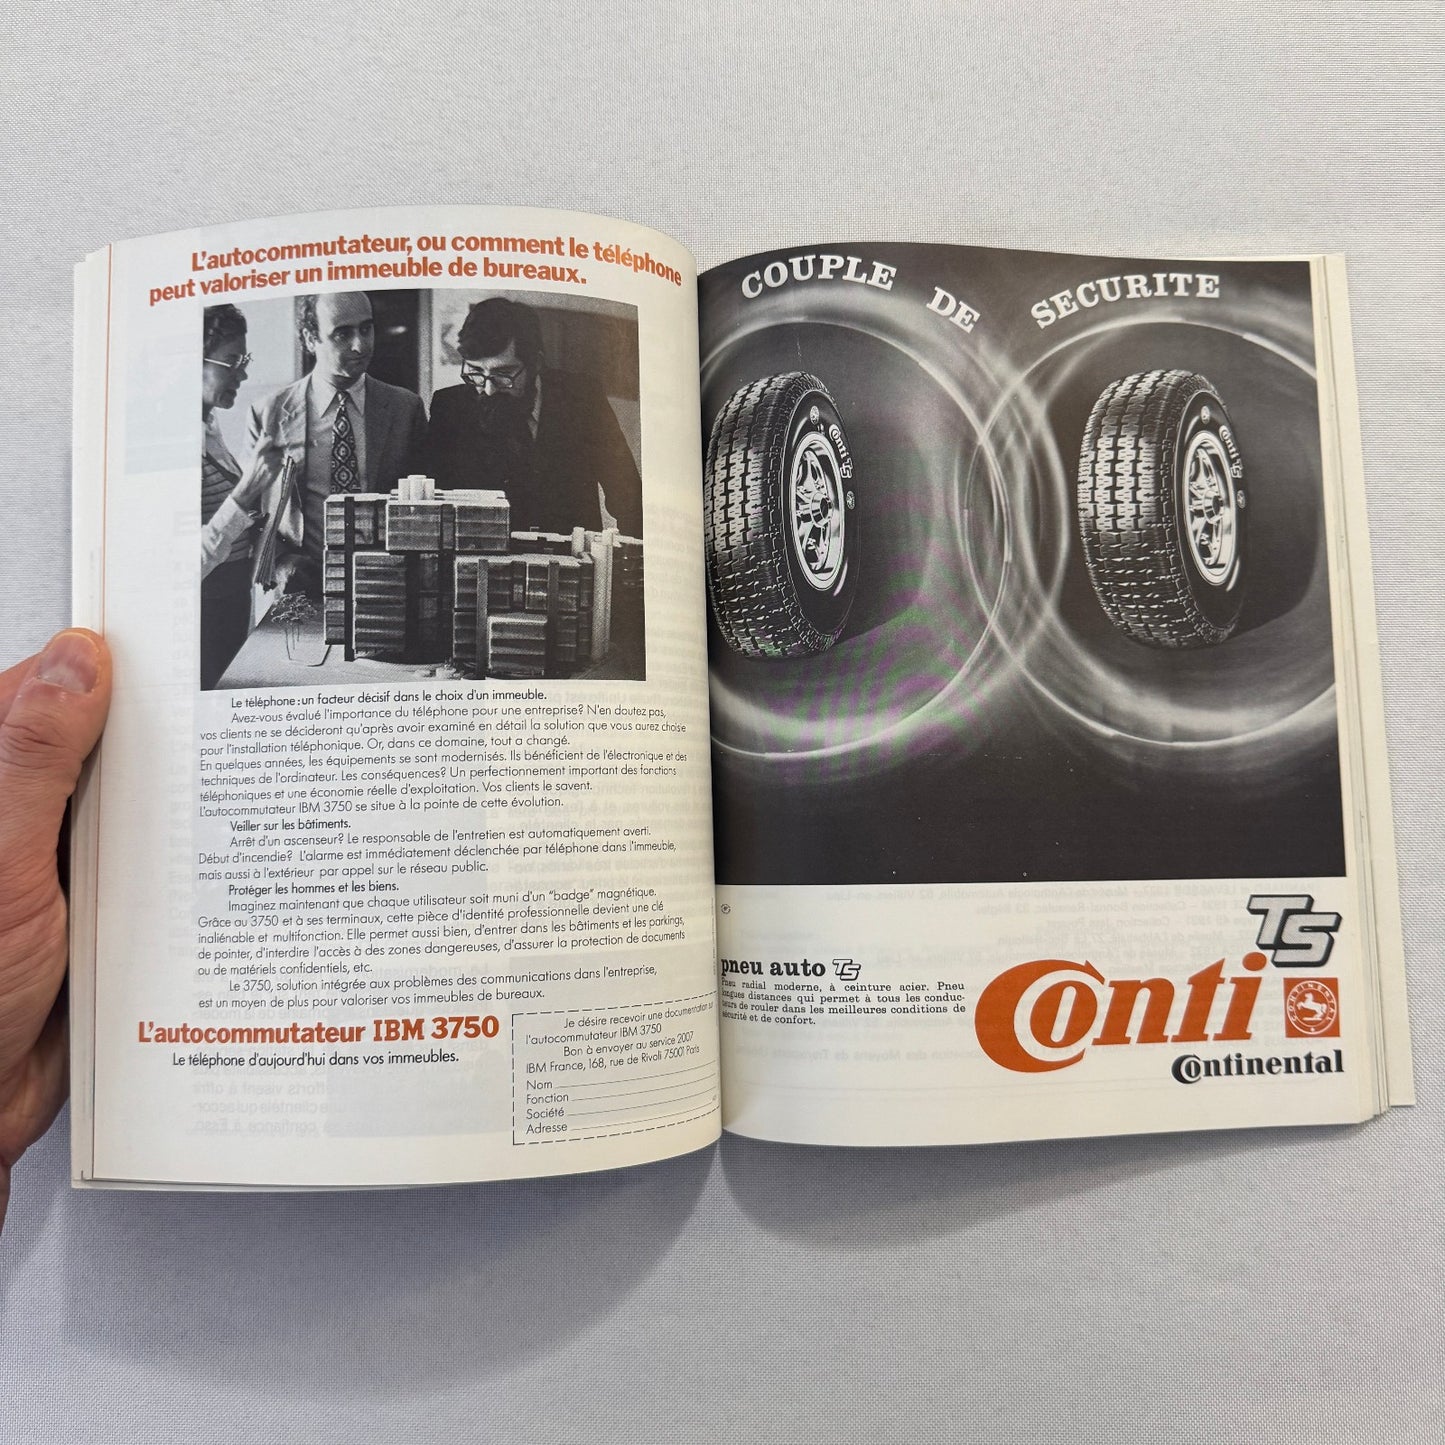 L'autocommutateur, ou comment le téléphone
peut valoriser un immeuble de bureaux.
Le téléphone : un facteur décisif dans le choix d'un immeuble.
Avez-vous évalué l'importance du téléphone pour une entreprise? N'en doutez pas,
vos clients ne se décideront qu'après avoir examiné en détail la solution que vous aurez choisie
pour l'installation téléphonique. Or, dans ce domaine, tout a changé.
En quelques années, les équipements se sont modernisés. Ils bénéficient de l'électronique et des
techniques de l'ordinateur. Les conséquences? Un perfectionnement important des fonctions
téléphoniques et une économie réelle d'exploitation. Vos clients le savent.
L'autocommutateur IBM 3750 se situe à la pointe de cette évolution.
Veiller sur les bâtiments.
Arrêt d'un ascenseur? Le responsable de l'entretien est automatiquement averti.
Début d'incendie? L'alarme est immédiatement déclenchée par téléphone dans l'immeuble,
mais aussi à l'extérieur par appel sur le réseau public.
Protéger les hommes et les biens.
Imaginez maintenant que chaque utilisateur soit muni d'un "badge" magnétique.
Grâce au 3750 et à ses terminaux, cette pièce d'identité professionnelle devient une clé
inaliénable et multifonction. Elle permet aussi bien, d'entrer dans les bâtiments et les parkings,
de pointer, d'interdire l'accès à des zones dangereuses, d'assurer la protection de documents
ou de matériels confidentiels, etc.
Le 3750, solution intégrée aux problèmes des communications dans l'entreprise,
est un moyen de plus pour valoriser vos immeubles de bureaux.
L'autocommutateur IBM 3750
Le téléphone d'aujourd'hui dans vos immeubles.
Je désire recevoir une documentation sur
l'autocommutateur IBM 3750
Bon à envoyer au service 2007
IBM France, 168, rue de Rivoli 75001 Paris
Nom
Fonction
Société
Adresse
COUPLE DE SECURITE
Conti TS
Conti TS
pneu auto TS
Pneu radial moderne, à ceinture acier. Pneu
longues distances qui permet à tous les conduc-
teurs de rouler dans les meilleures conditions de
sécurité et de confort.
TS
Conti
CONTINENTAL
Continental